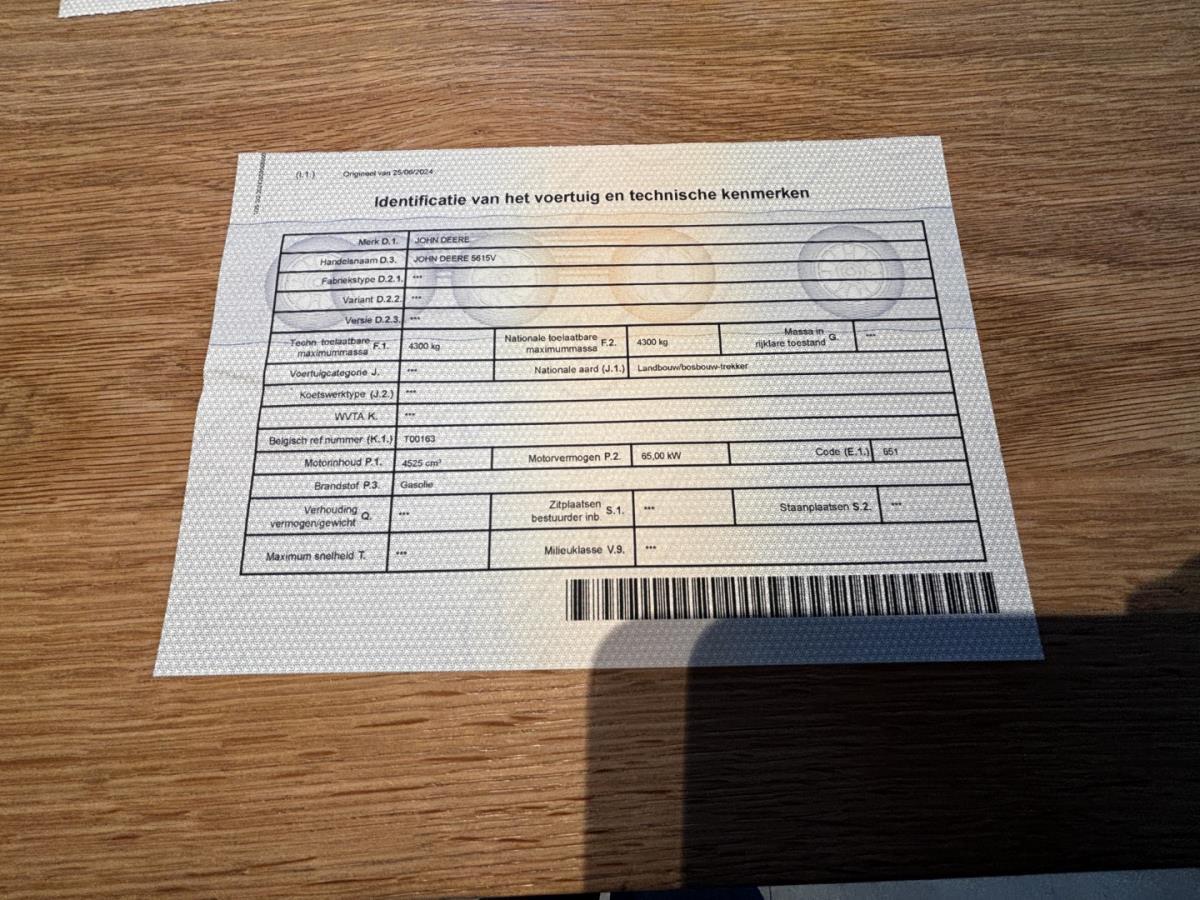 (I.1.) Origineel van 25/06/2024
Identificatie van het voertuig en technische kenmerken
Merk D.1. JOHN DEERE
Handelsnaam D.3. JOHN DEERE 5615V
Fabriekstype D.2.1. ***
Variant D.2.2. ***
Versie D.2.3. ***
Techn. toelaatbare maximummassa F.1. 4300 kg Nationale toelaatbare maximummassa F.2. 4300 kg Massa in rijklare toestand G. ***
Voertuigcategorie J. *** Nationale aard (J.1.) Landbouw/bosbouw-trekker
Koetswerktype (J.2.) ***
WVTA K. ***
Belgisch ref nummer (K.1.) T00163
Motorinhoud P.1. 4525 cm³ Motorvermogen P.2. 65,00 kW Code (E.1.) 651
Brandstof P.3. Gasolie
Verhouding vermogen/gewicht Q. *** Zitplaatsen bestuurder inb. S.1. *** Staanplaatsen S.2. ***
Maximum snelheid T. *** Milieuklasse V.9. ***